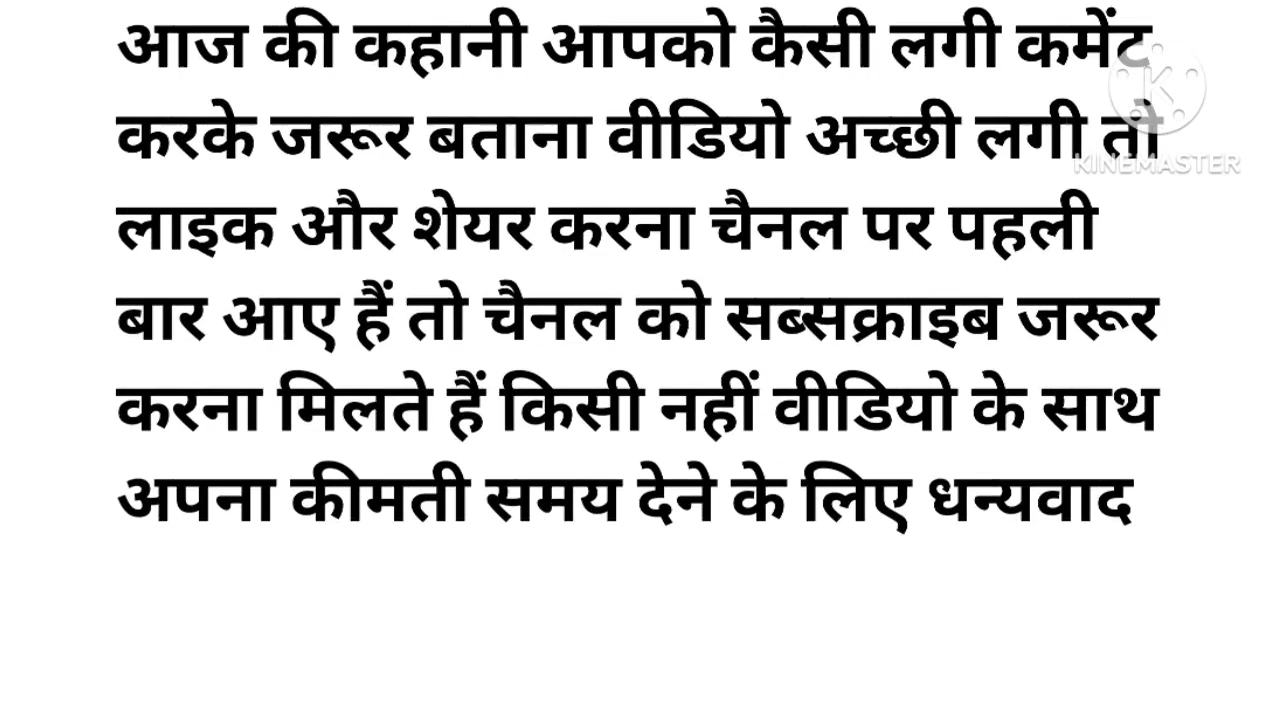 आज की कहानी आपको कैसी लगी कमेंट
करके जरूर बताना वीडियो अच्छी लगी तो
लाइक और शेयर करना चैनल पर पहली
बार आए हैं तो चैनल को सब्सक्राइब जरूर
करना मिलते हैं किसी नहीं वीडियो के साथ
अपना कीमती समय देने के लिए धन्यवाद
K
KINEMASTER